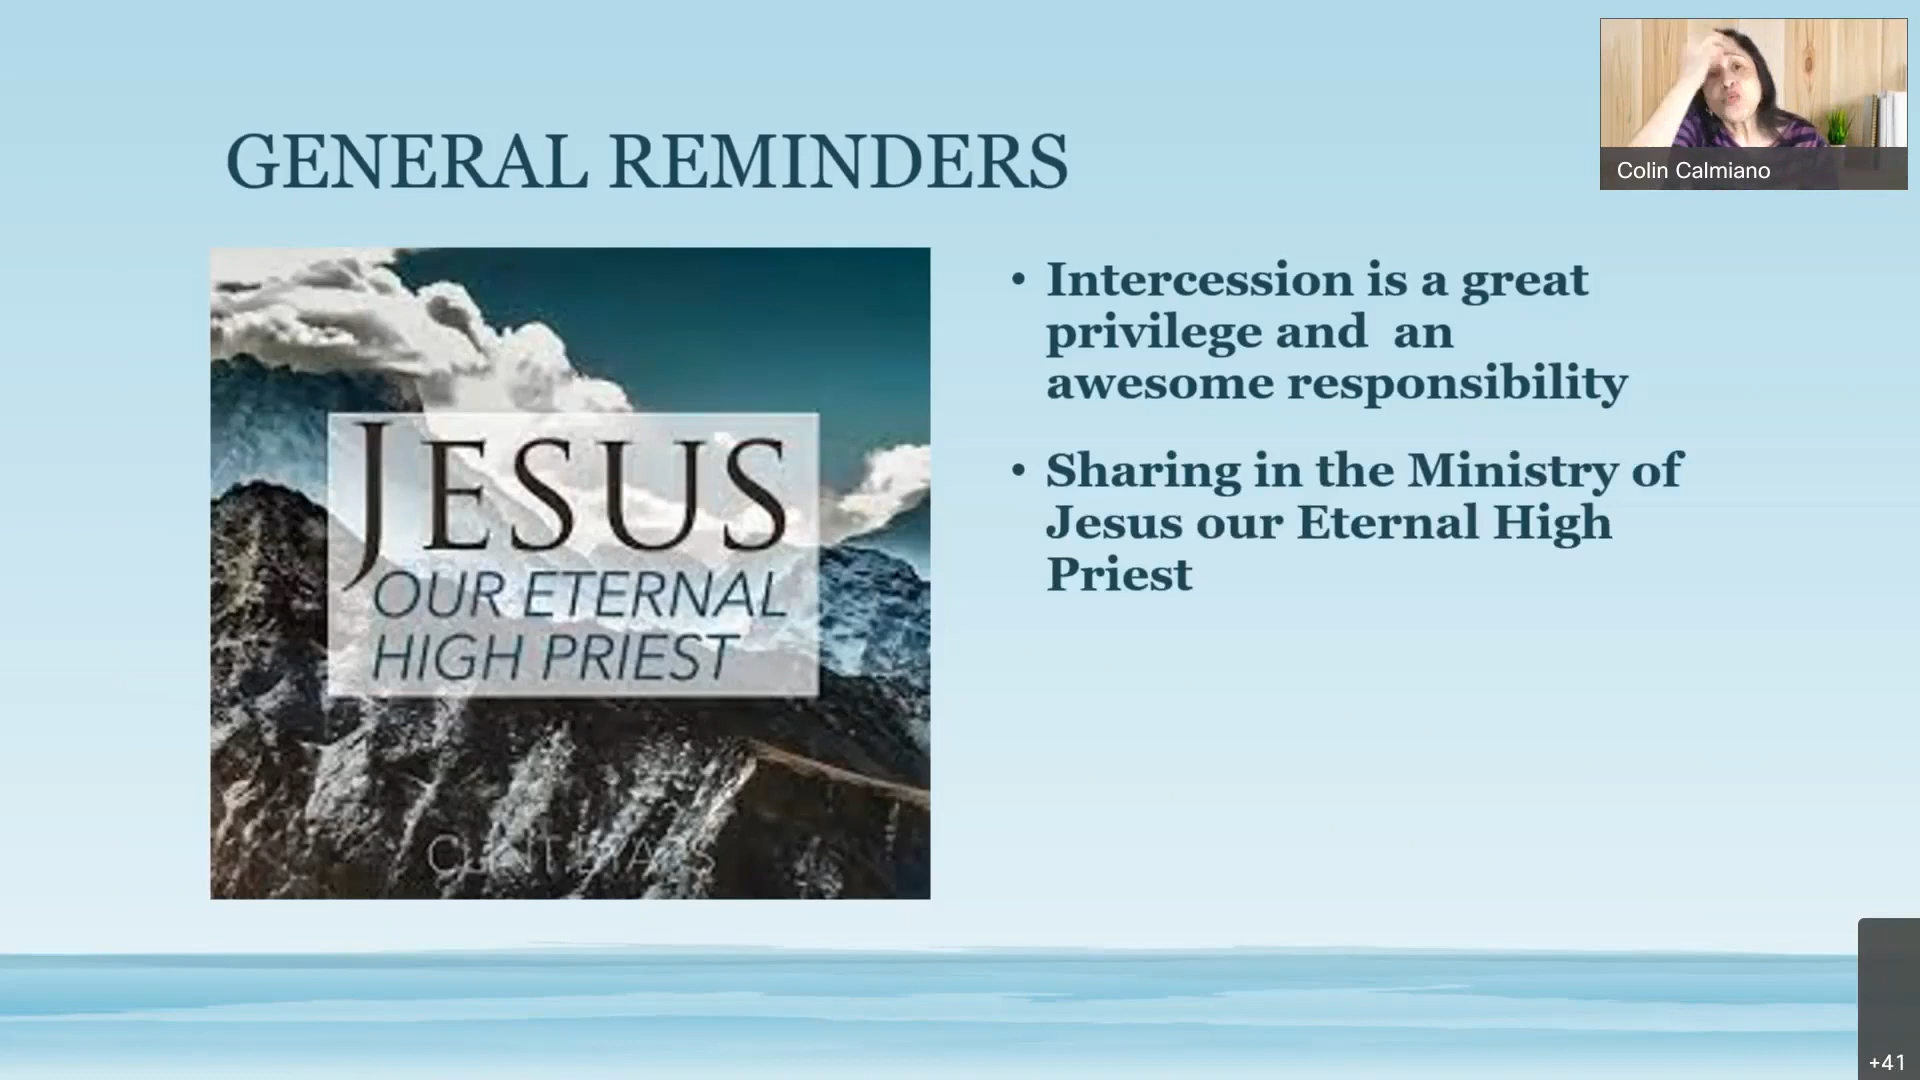 GENERAL REMINDERS
JESUS
OUR ETERNAL
HIGH PRIEST
• Intercession is a great
privilege and an
awesome responsibility
• Sharing in the Ministry of
Jesus our Eternal High
Priest
Colin Calmiano
+41